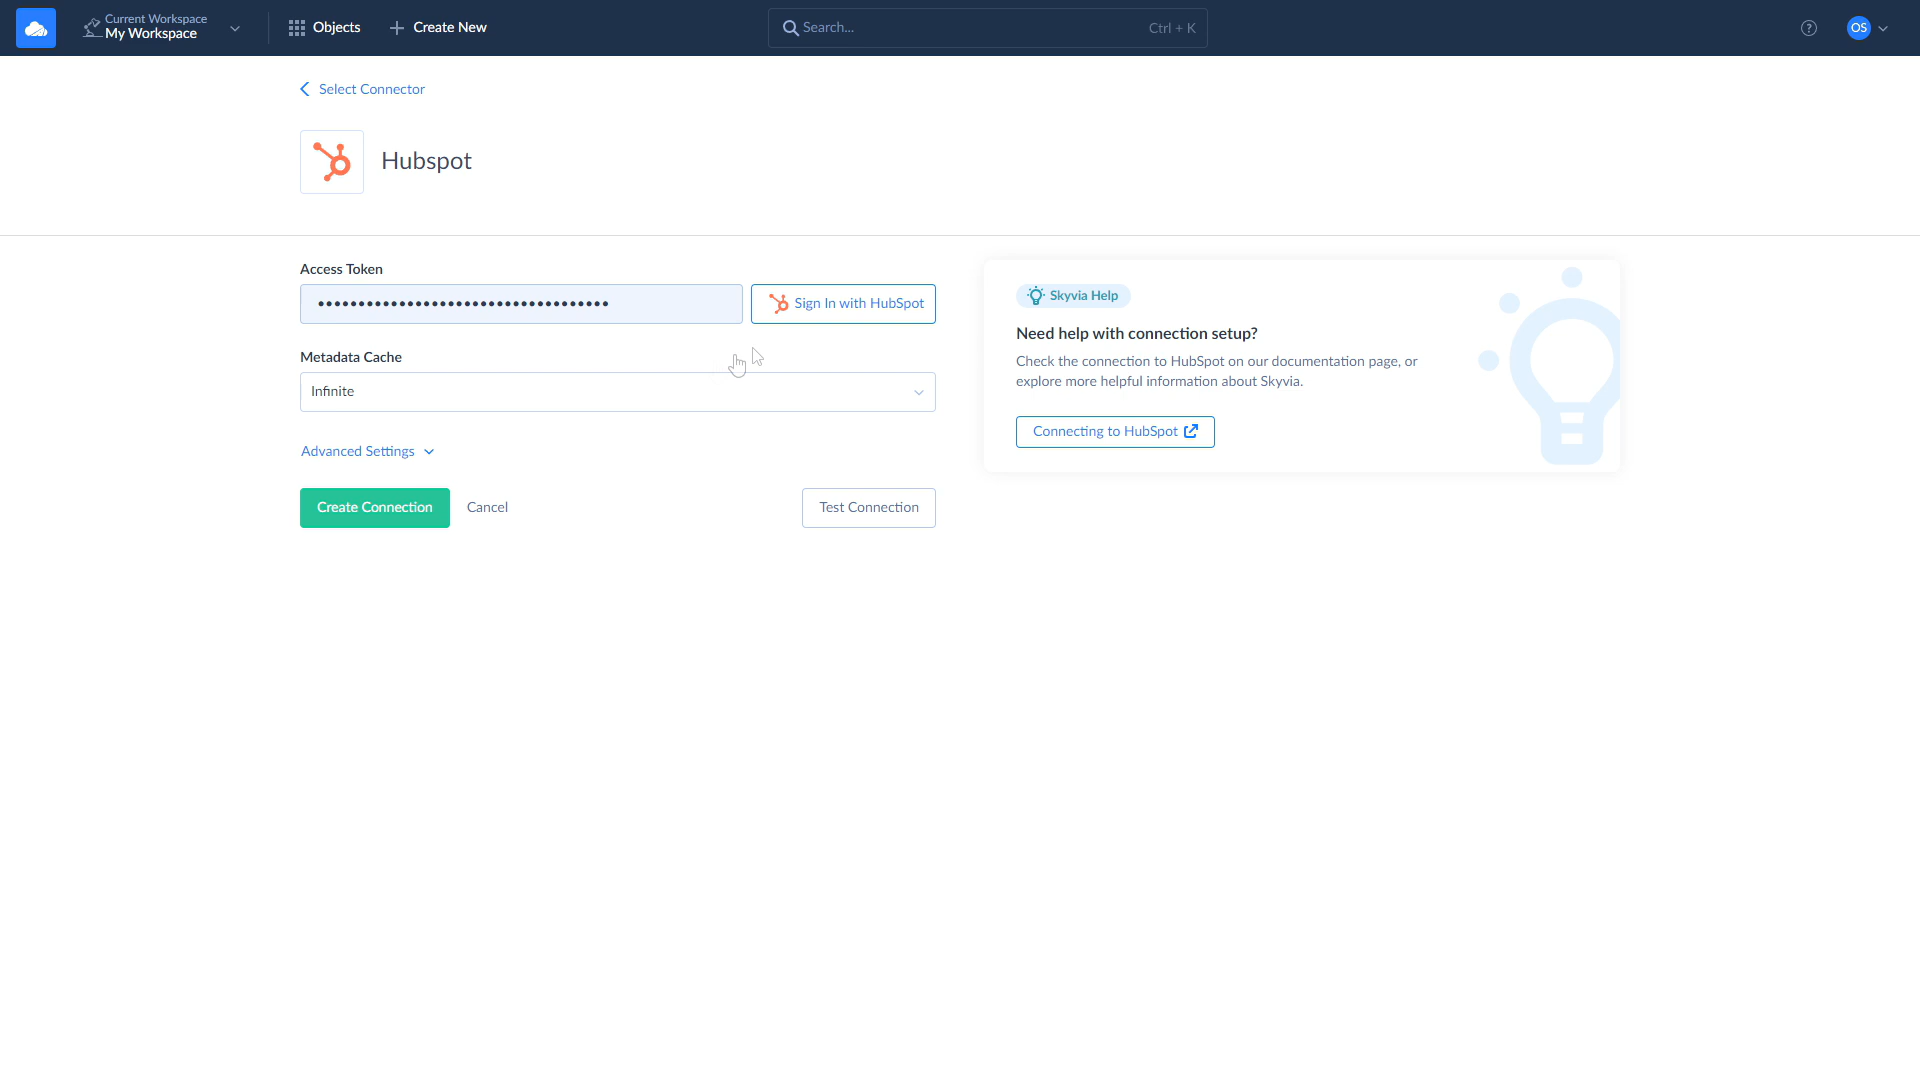 Current Workspace
My Workspace
Objects
Create New
Search...
Ctrl + K
?
OS
Select Connector
Hubspot
Access Token
••••••••••••••••••••••••••••••••••••
Sign In with HubSpot
Metadata Cache
Infinite
Advanced Settings
Create Connection
Cancel
Test Connection
Skyvia Help
Need help with connection setup?
Check the connection to HubSpot on our documentation page, or
explore more helpful information about Skyvia.
Connecting to HubSpot